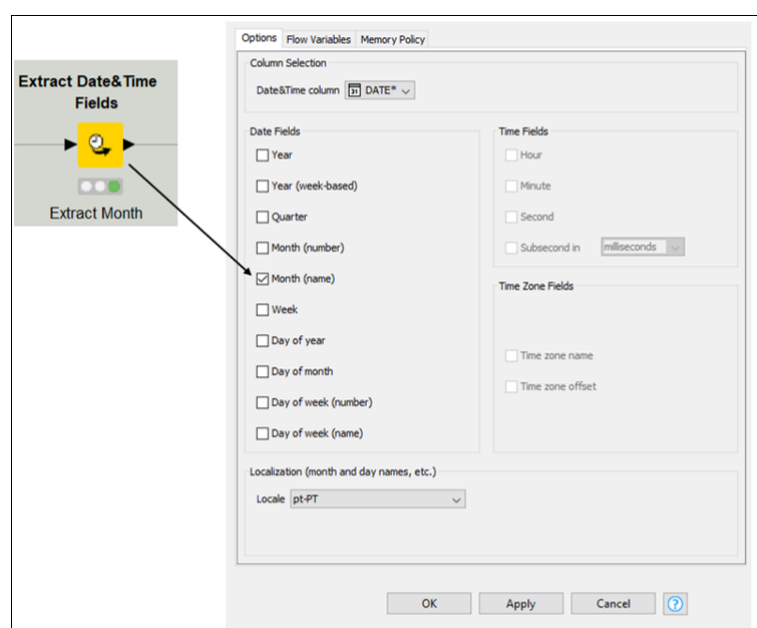 Extract Date&Time
Fields
Extract Month
Options Flow Variables Memory Policy
Column Selection
Date&Time column 31 DATE*
Date Fields
Year
Year (week-based)
Quarter
Month (number)
Month (name)
Week
Day of year
Day of month
Day of week (number)
Day of week (name)
Time Fields
Hour
Minute
Second
Subsecond in milliseconds
Time Zone Fields
Time zone name
Time zone offset
Localization (month and day names, etc.)
Locale pt-PT
OK Apply Cancel ?